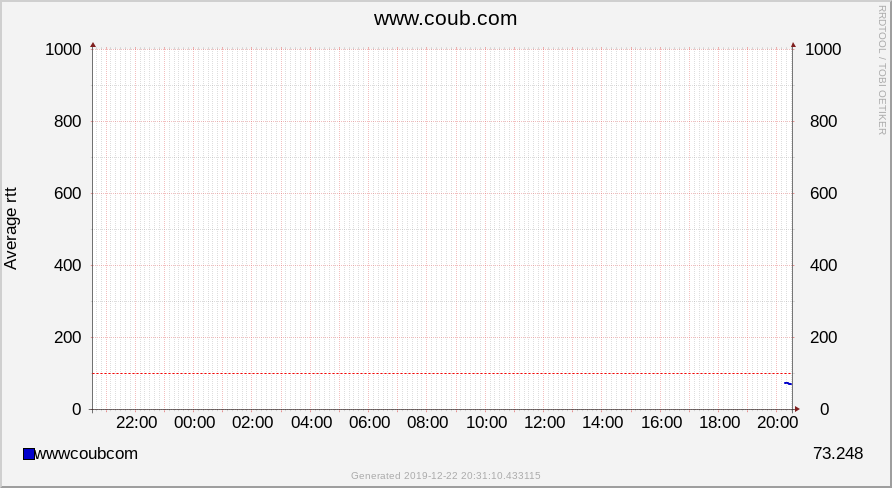 www.coub.com
RRDTOOL / TOBI OETIKER
1000 1000
800 800
600 600
400 400
200 200
0 0
Average rtt
22:00 00:00 02:00 04:00 06:00 08:00 10:00 12:00 14:00 16:00 18:00 20:00
wwwcoubcom 73.248
Generated 2019-12-22 20:31:10.433115